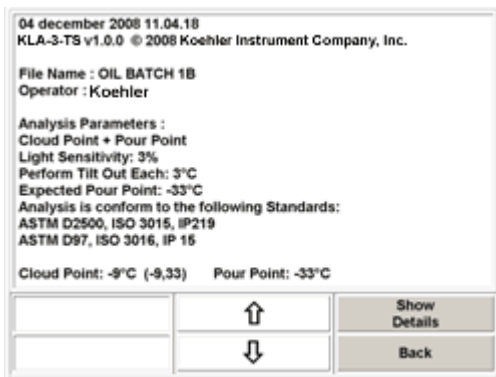 04 december 2008 11.04.18
KLA-3-TS v1.0.0 © 2008 Koehler Instrument Company, Inc.
File Name : OIL BATCH 1B
Operator : Koehler
Analysis Parameters :
Cloud Point + Pour Point
Light Sensitivity: 3%
Perform Tilt Out Each: 3°C
Expected Pour Point: -33°C
Analysis is conform to the following Standards:
ASTM D2500, ISO 3015, IP219
ASTM D97, ISO 3016, IP 15
Cloud Point: -9°C (-9,33) Pour Point: -33°C
Show
Details
Back